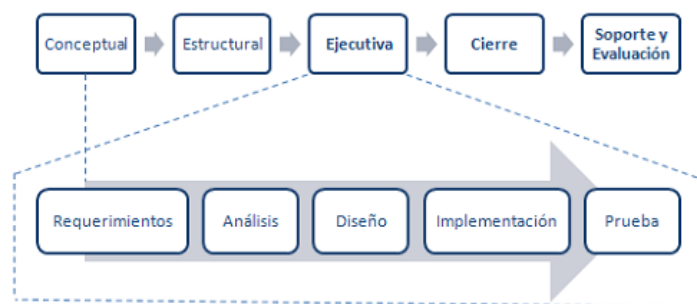 Conceptual
Estructural
Ejecutiva
Cierre
Soporte y
Evaluación
Requerimientos
Análisis
Diseño
Implementación
Prueba